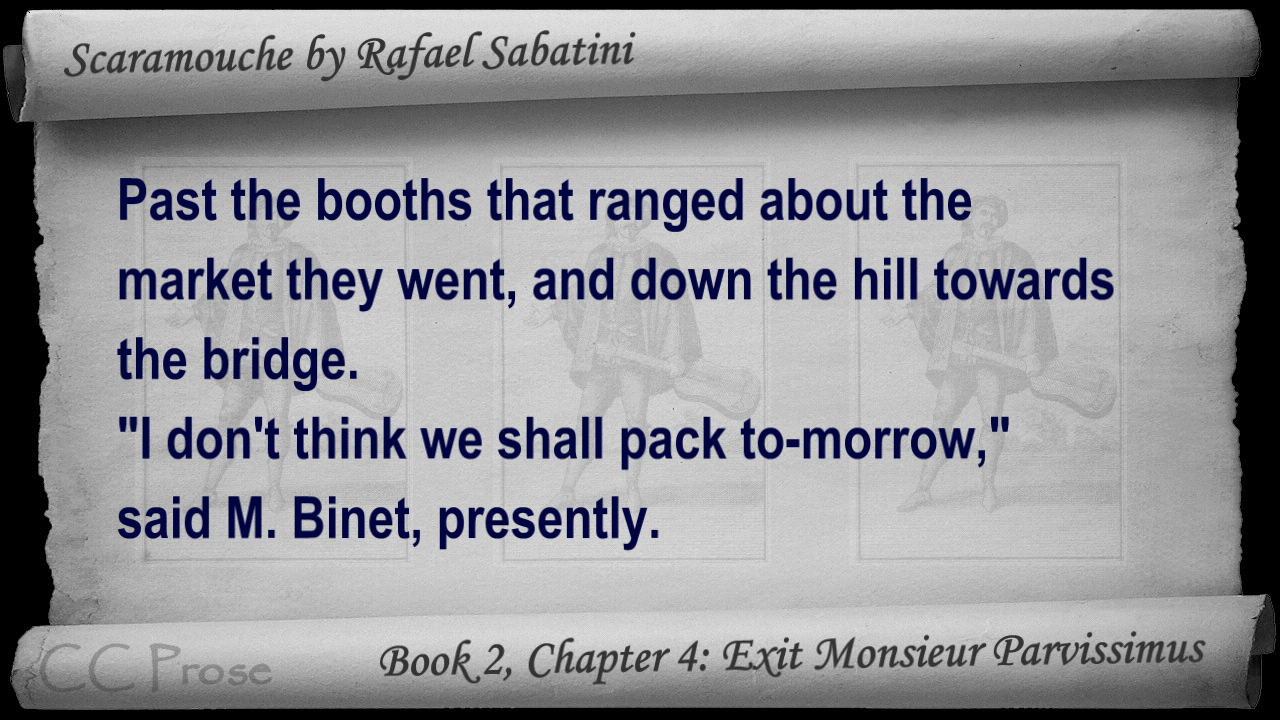 Scaramouche by Rafael Sabatini
Past the booths that ranged about the
market they went, and down the hill towards
the bridge.
"I don't think we shall pack to-morrow,"
said M. Binet, presently.
CC Prose
Book 2, Chapter 4: Exit Monsieur Parvissimus